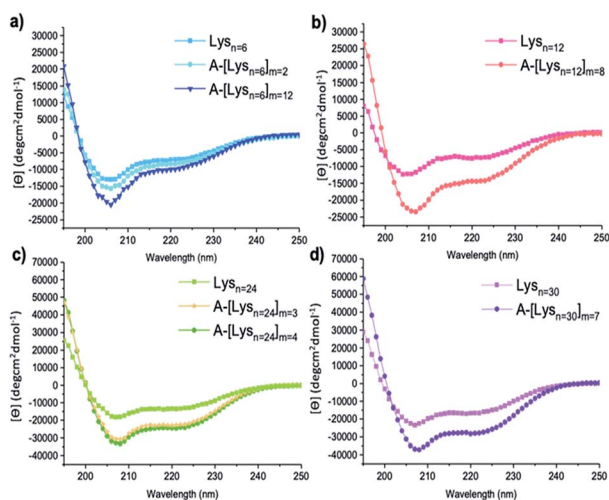 a)
Lysn=6
A-[Lysn=6]m=2
A-[Lysn=6]m=12
[Θ] (degcm²dmol⁻¹)
30000
25000
20000
15000
10000
5000
0
-5000
-10000
-15000
-20000
-25000
200 210 220 230 240 250
Wavelength (nm)
b)
Lysn=12
A-[Lysn=12]m=8
[Θ] (degcm²dmol⁻¹)
30000
25000
20000
15000
10000
5000
0
-5000
-10000
-15000
-20000
-25000
200 210 220 230 240 250
Wavelength (nm)
c)
Lysn=24
A-[Lysn=24]m=3
A-[Lysn=24]m=4
[Θ] (degcm²dmol⁻¹)
70000
60000
50000
40000
30000
20000
10000
0
-10000
-20000
-30000
-40000
200 210 220 230 240 250
Wavelength (nm)
d)
Lysn=30
A-[Lysn=30]m=7
[Θ] (degcm²dmol⁻¹)
70000
60000
50000
40000
30000
20000
10000
0
-10000
-20000
-30000
-40000
200 210 220 230 240 250
Wavelength (nm)